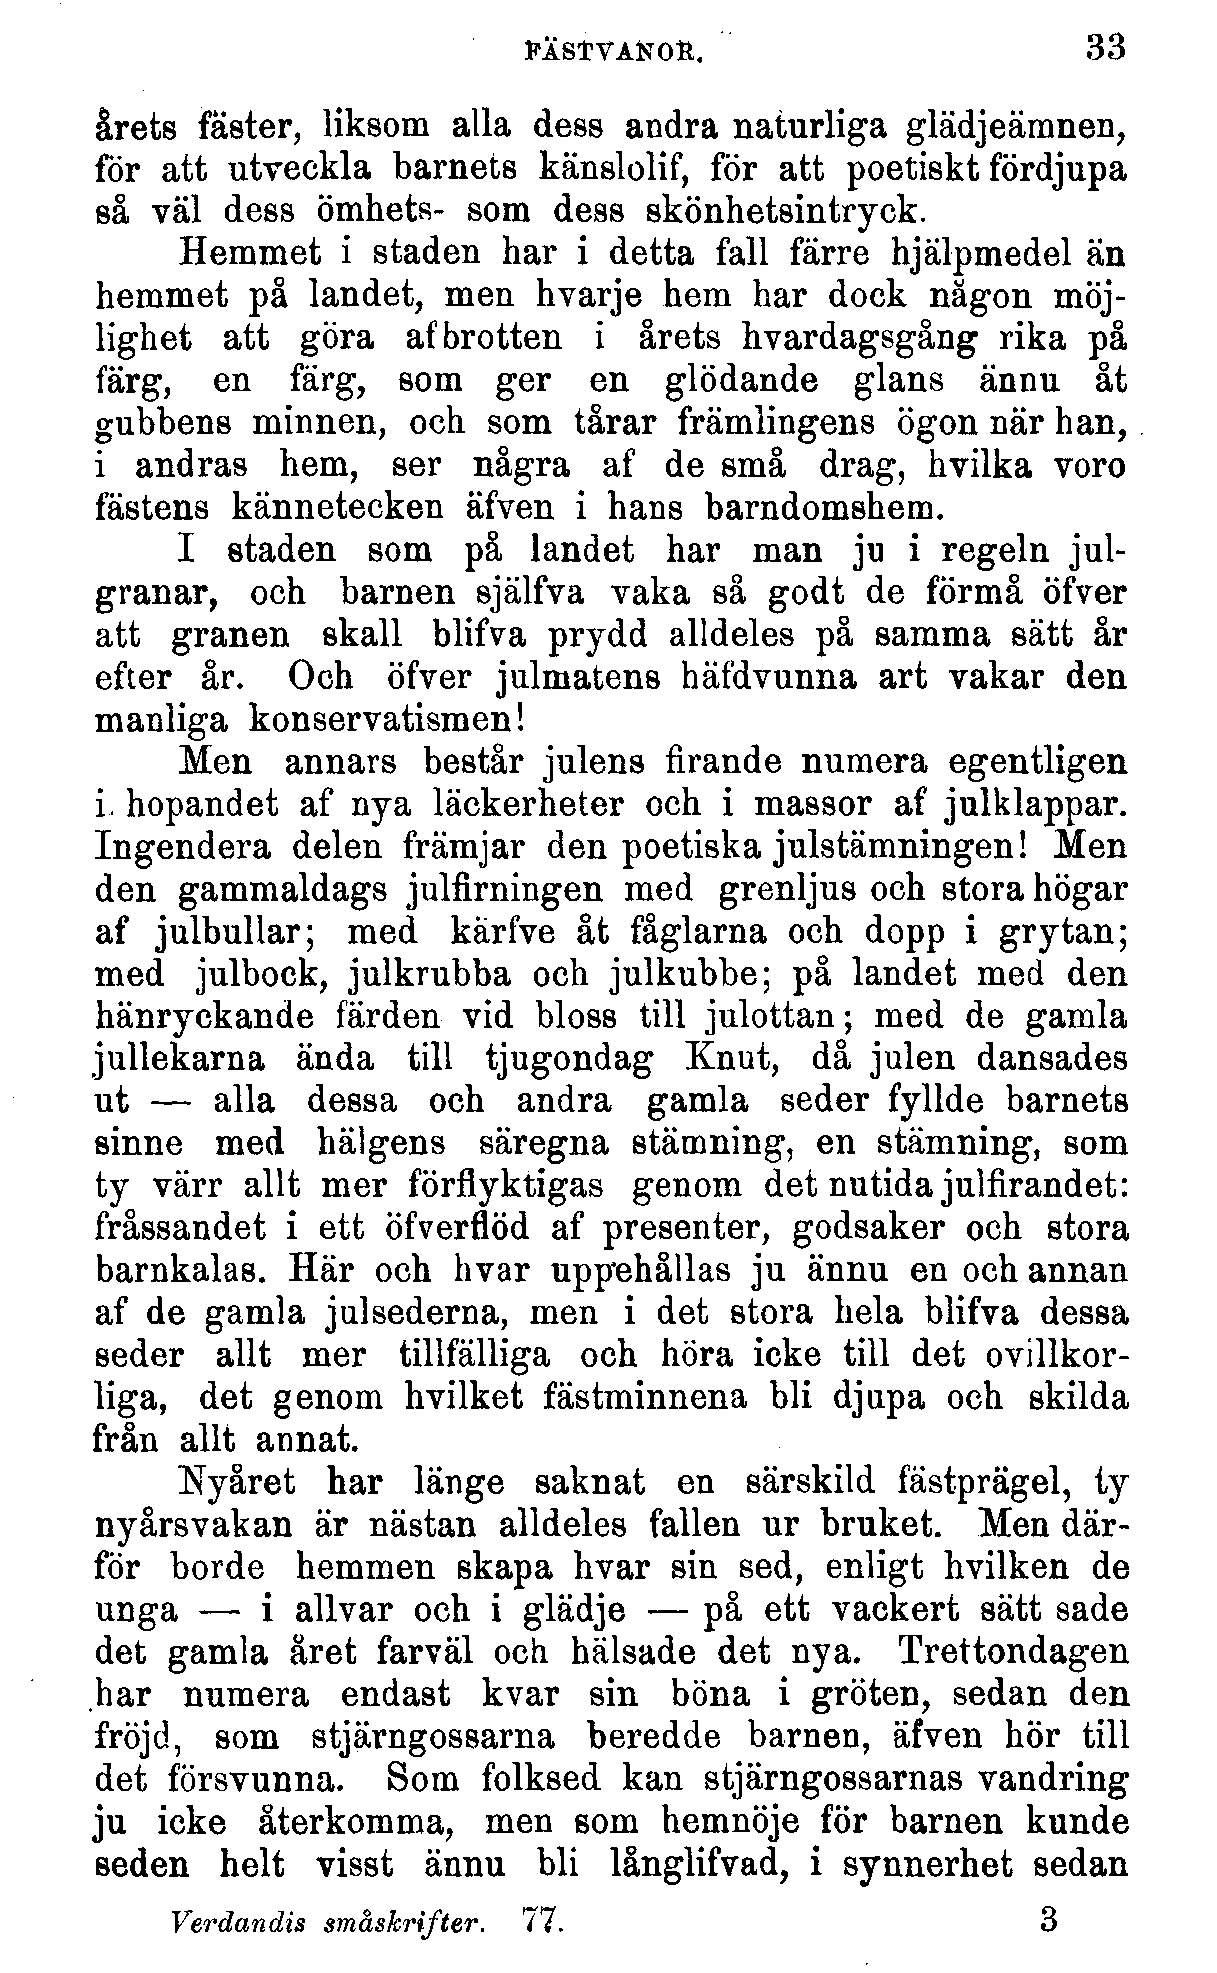 FÄSTVANOR. 33
årets fäster, liksom alla dess andra naturliga glädjeämnen,
för att utveckla barnets känslolif, för att poetiskt fördjupa
så väl dess ömhets- som dess skönhetsintryck.
Hemmet i staden har i detta fall färre hjälpmedel än
hemmet på landet, men hvarje hem har dock någon möj-
lighet att göra afbrotten i årets hvardagsgång rika på
färg, en färg, som ger en glödande glans ännu åt
gubbens minnen, och som tårar främlingens ögon när han,
i andras hem, ser några af de små drag, hvilka voro
fästens kännetecken äfven i hans barndomshem.
I staden som på landet har man ju i regeln jul-
granar, och barnen själfva vaka så godt de förmå öfver
att granen skall blifva prydd alldeles på samma sätt år
efter år. Och öfver julmatens häfdvunna art vakar den
manliga konservatismen!
Men annars består julens firande numera egentligen
i hopandet af nya läckerheter och i massor af julklappar.
Ingendera delen främjar den poetiska julstämningen! Men
den gammaldags julfirningen med grenljus och stora högar
af julbullar; med kärfve åt fåglarna och dopp i grytan;
med julbock, julkrubba och julkubbe; på landet med den
hänryckande färden vid bloss till julottan; med de gamla
jullekarna ända till tjugondag Knut, då julen dansades
ut — alla dessa och andra gamla seder fyllde barnets
sinne med hälgens säregna stämning, en stämning, som
ty värr allt mer förflyktigas genom det nutida julfirandet:
fråssandet i ett öfverflöd af presenter, godsaker och stora
barnkalas. Här och hvar uppehållas ju ännu en och annan
af de gamla julsederna, men i det stora hela blifva dessa
seder allt mer tillfälliga och höra icke till det ovillkor-
liga, det genom hvilket fästminnena bli djupa och skilda
från allt annat.
Nyåret har länge saknat en särskild fästprägel, ty
nyårsvakan är nästan alldeles fallen ur bruket. Men där-
för borde hemmen skapa hvar sin sed, enligt hvilken de
unga — i allvar och i glädje — på ett vackert sätt sade
det gamla året farväl och hälsade det nya. Trettondagen
har numera endast kvar sin böna i gröten, sedan den
fröjd, som stjärngossarna beredde barnen, äfven hör till
det försvunna. Som folksed kan stjärngossarnas vandring
ju icke återkomma, men som hemnöje för barnen kunde
seden helt visst ännu bli långlifvad, i synnerhet sedan
Verdandis småskrifter. 77. 3